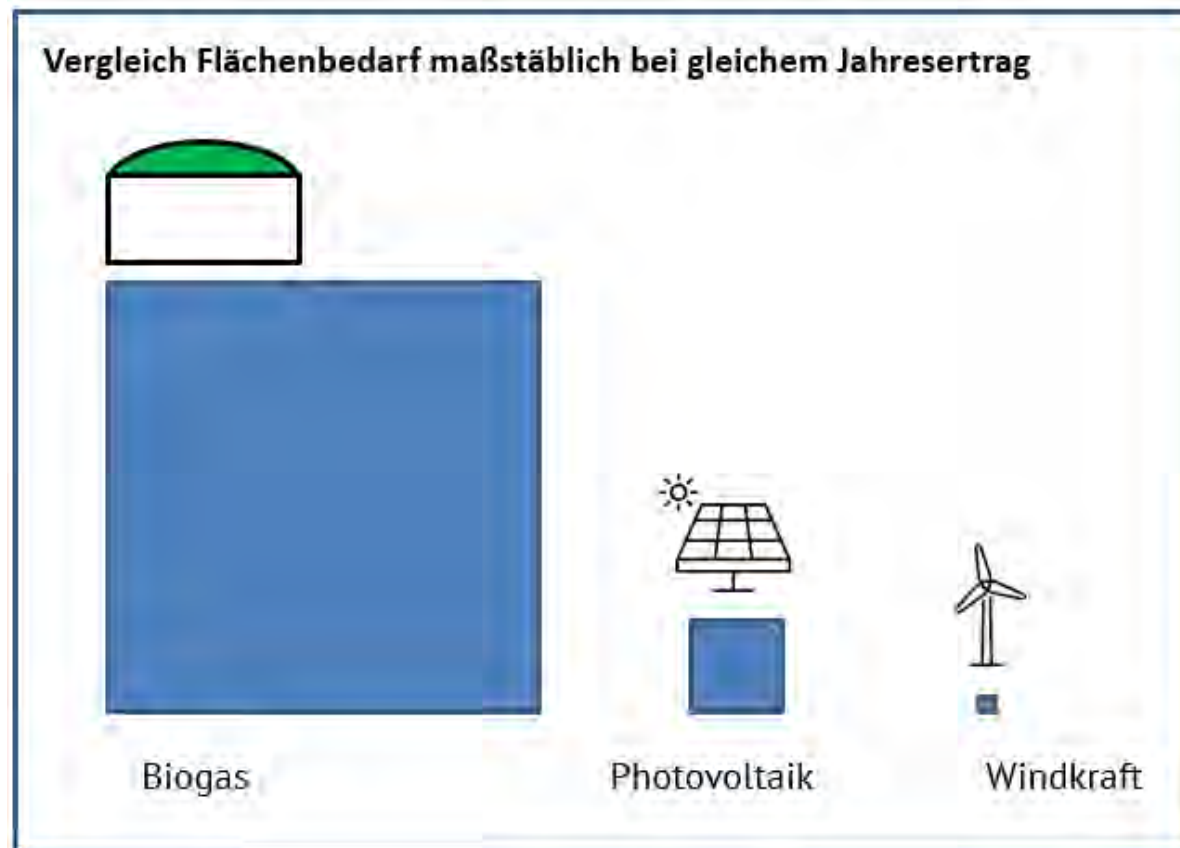 Vergleich Flächenbedarf maßstäblich bei gleichem Jahresertrag
Biogas
Photovoltaik
Windkraft